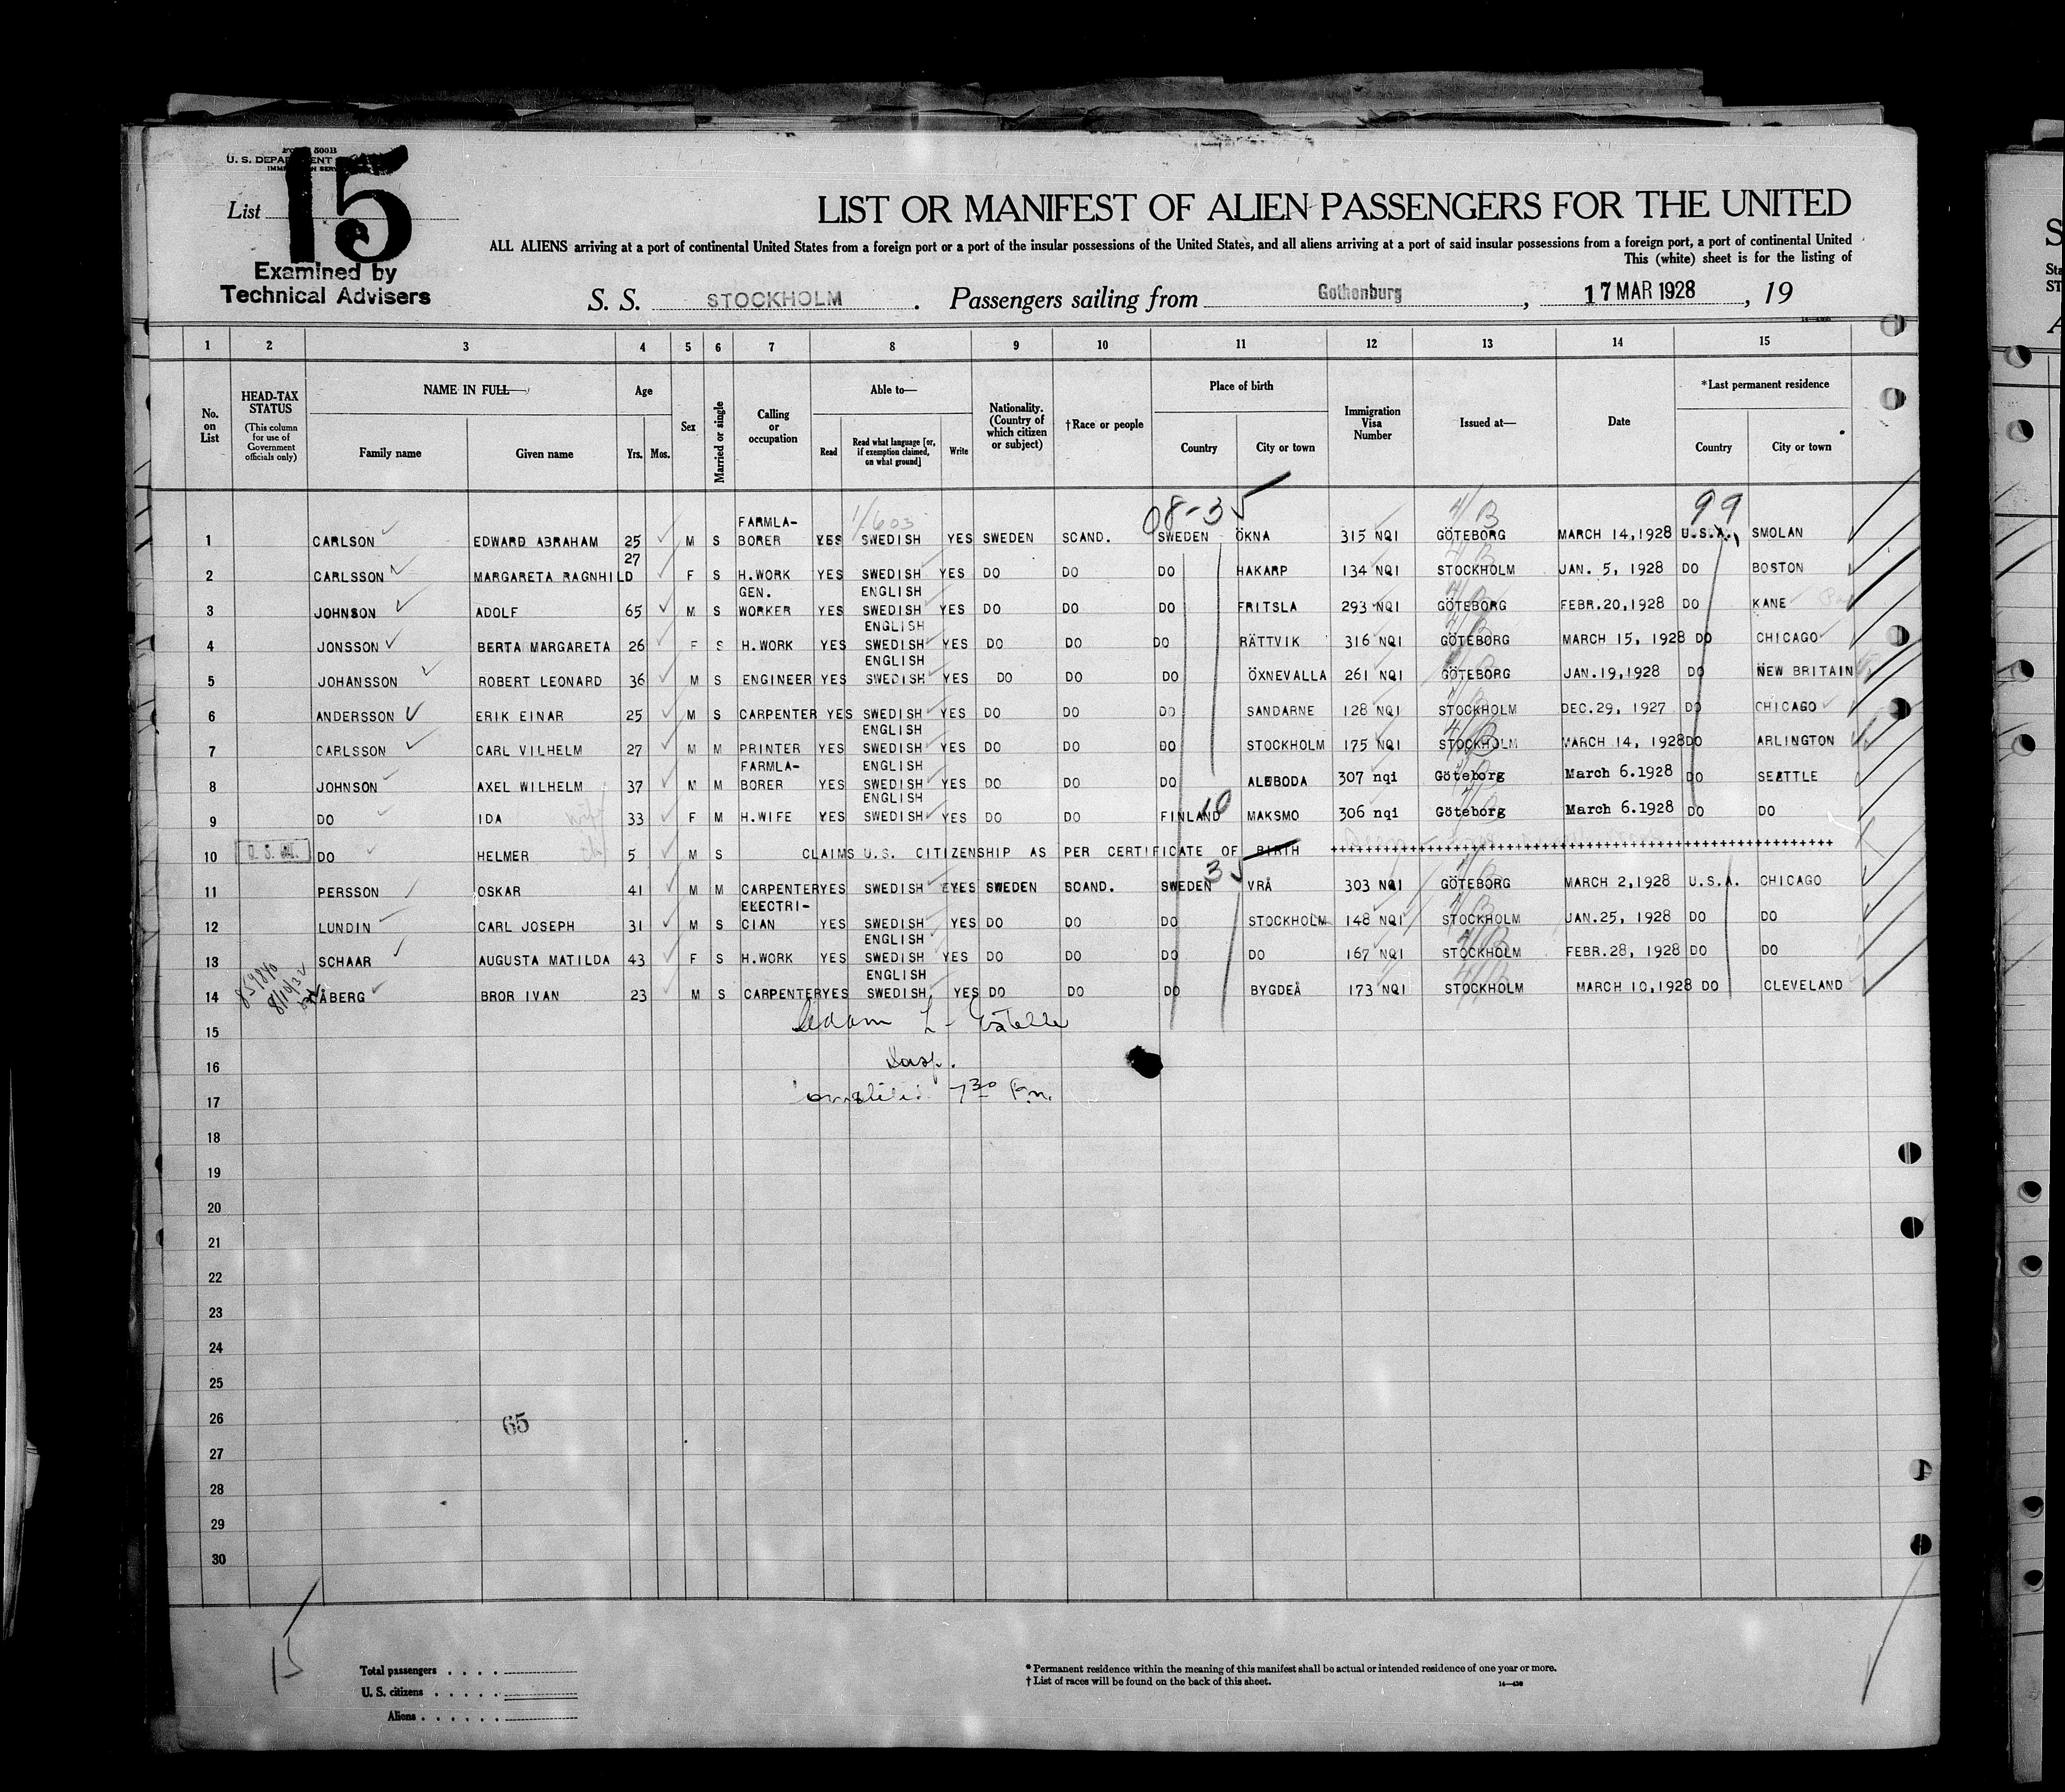 FORM 500B
U. S. DEPARTMENT
List 15
Examined by
Technical Advisers
LIST OR MANIFEST OF ALIEN PASSENGERS FOR THE UNITED
ALL ALIENS arriving at a port of continental United States from a foreign port or a port of the insular possessions of the United States, and all aliens arriving at a port of said insular possessions from a foreign port, a port of continental United
This (white) sheet is for the listing of
S. S. STOCKHOLM . Passengers sailing from Gothenburg , 17 MAR 1928 , 19
1 2 3 4 5 6 7 8 9 10 11 12 13 14 15
No. on List HEAD-TAX STATUS (This column for use of Government officials only) NAME IN FULL Family name Given name Age Yrs. Mos. Sex Married or single Calling or occupation Able to— Read Read what language [or, if exemption claimed, on what ground] Write Nationality. (Country of which citizen or subject) †Race or people Place of birth Country City or town Immigration Visa Number Issued at— Date *Last permanent residence Country City or town
08-3 99
1 CARLSON EDWARD ABRAHAM 25 M S FARMLA-BORER YES SWEDISH YES SWEDEN SCAND. SWEDEN ÖKNA 315 NQI GÖTEBORG MARCH 14,1928 U.S.A. SMOLAN
2 CARLSSON MARGARETA RAGNHILD 27 F S H.WORK YES SWEDISH YES DO DO DO HAKARP 134 NQI STOCKHOLM JAN. 5, 1928 DO BOSTON
3 JOHNSON ADOLF 65 M S GEN. WORKER YES ENGLISH SWEDISH YES DO DO DO FRITSLA 293 NQI GÖTEBORG FEBR.20,1928 DO KANE
4 JONSSON BERTA MARGARETA 26 F S H.WORK YES ENGLISH SWEDISH YES DO DO DO RÄTTVIK 316 NQI GÖTEBORG MARCH 15, 1928 DO CHICAGO
5 JOHANSSON ROBERT LEONARD 36 M S ENGINEER YES ENGLISH SWEDISH YES DO DO DO ÖXNEVALLA 261 NQI GÖTEBORG JAN.19,1928 DO NEW BRITAIN
6 ANDERSSON ERIK EINAR 25 M S CARPENTER YES SWEDISH YES DO DO DO SANDARNE 128 NQI STOCKHOLM DEC.29, 1927 DO CHICAGO
7 CARLSSON CARL VILHELM 27 M M PRINTER YES ENGLISH SWEDISH YES DO DO DO STOCKHOLM 175 NQI STOCKHOLM MARCH 14, 1928 DO ARLINGTON
8 JOHNSON AXEL WILHELM 37 M M FARMLA-BORER YES ENGLISH SWEDISH YES DO DO DO ALBBODA 307 nqi Göteborg March 6.1928 DO SEATTLE
9 DO IDA 33 F M H.WIFE YES ENGLISH SWEDISH YES DO DO FINLAND MAKSMO 306 nqi Göteborg March 6.1928 DO DO
10 DO HELMER 5 M S CLAIMS U.S. CITIZENSHIP AS PER CERTIFICATE OF BIRTH
11 PERSSON OSKAR 41 M M CARPENTER YES SWEDISH YES SWEDEN SCAND. SWEDEN VRÅ 303 NQI GÖTEBORG MARCH 2,1928 U.S.A. CHICAGO
12 LUNDIN CARL JOSEPH 31 M S ELECTRI-CIAN YES SWEDISH YES DO DO DO STOCKHOLM 148 NQI STOCKHOLM JAN.25, 1928 DO DO
13 SCHAAR AUGUSTA MATILDA 43 F S H.WORK YES ENGLISH SWEDISH YES DO DO DO DO 167 NQI STOCKHOLM FEBR.28, 1928 DO DO
14 ÅBERG BROR IVAN 23 M S CARPENTER YES ENGLISH SWEDISH YES DO DO DO BYGDEÅ 173 NQI STOCKHOLM MARCH 10,1928 DO CLEVELAND
15
16 Insp.
17 7 30 P.m.
18
19
20
21
22
23
24
25
26
65
27
28
29
30
15
Total passengers
U. S. citizens
Aliens
* Permanent residence within the meaning of this manifest shall be actual or intended residence of one year or more.
† List of races will be found on the back of this sheet.